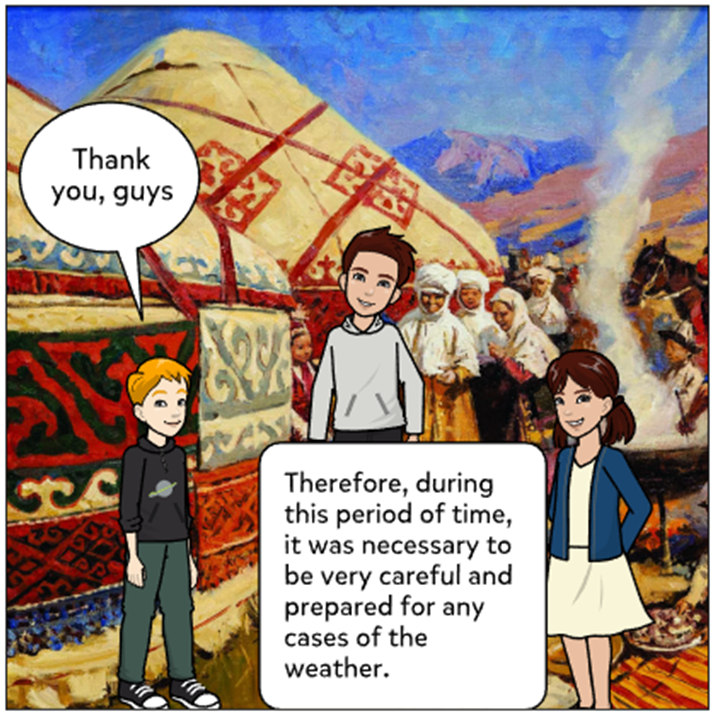 Thank
you, guys
Therefore, during
this period of time,
it was necessary to
be very careful and
prepared for any
cases of the
weather.